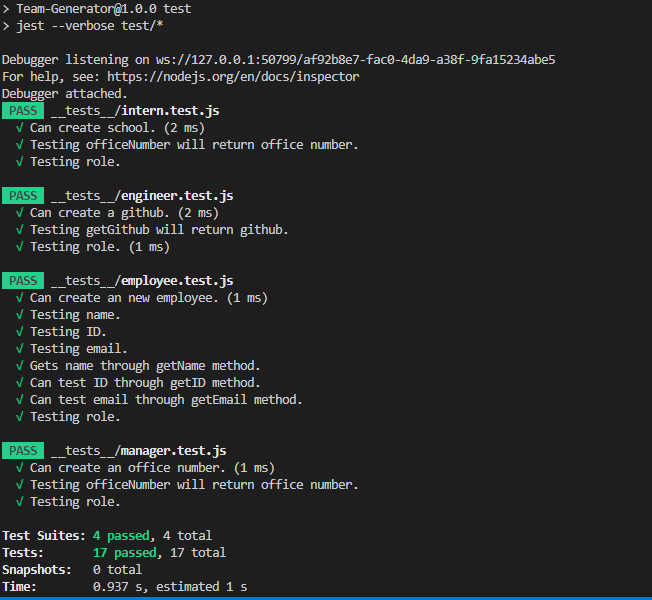 > Team-Generator@1.0.0 test
> jest --verbose test/*
Debugger listening on ws://127.0.0.1:50799/af92b8e7-fac0-4da9-a38f-9fa15234abe5
For help, see: https://nodejs.org/en/docs/inspector
Debugger attached.
PASS __tests__/intern.test.js
√ Can create school. (2 ms)
√ Testing officeNumber will return office number.
√ Testing role.
PASS __tests__/engineer.test.js
√ Can create a github. (2 ms)
√ Testing getGithub will return github.
√ Testing role. (1 ms)
PASS __tests__/employee.test.js
√ Can create an new employee. (1 ms)
√ Testing name.
√ Testing ID.
√ Testing email.
√ Gets name through getName method.
√ Can test ID through getID method.
√ Can test email through getEmail method.
√ Testing role.
PASS __tests__/manager.test.js
√ Can create an office number. (1 ms)
√ Testing officeNumber will return office number.
√ Testing role.
Test Suites: 4 passed, 4 total
Tests: 17 passed, 17 total
Snapshots: 0 total
Time: 0.937 s, estimated 1 s